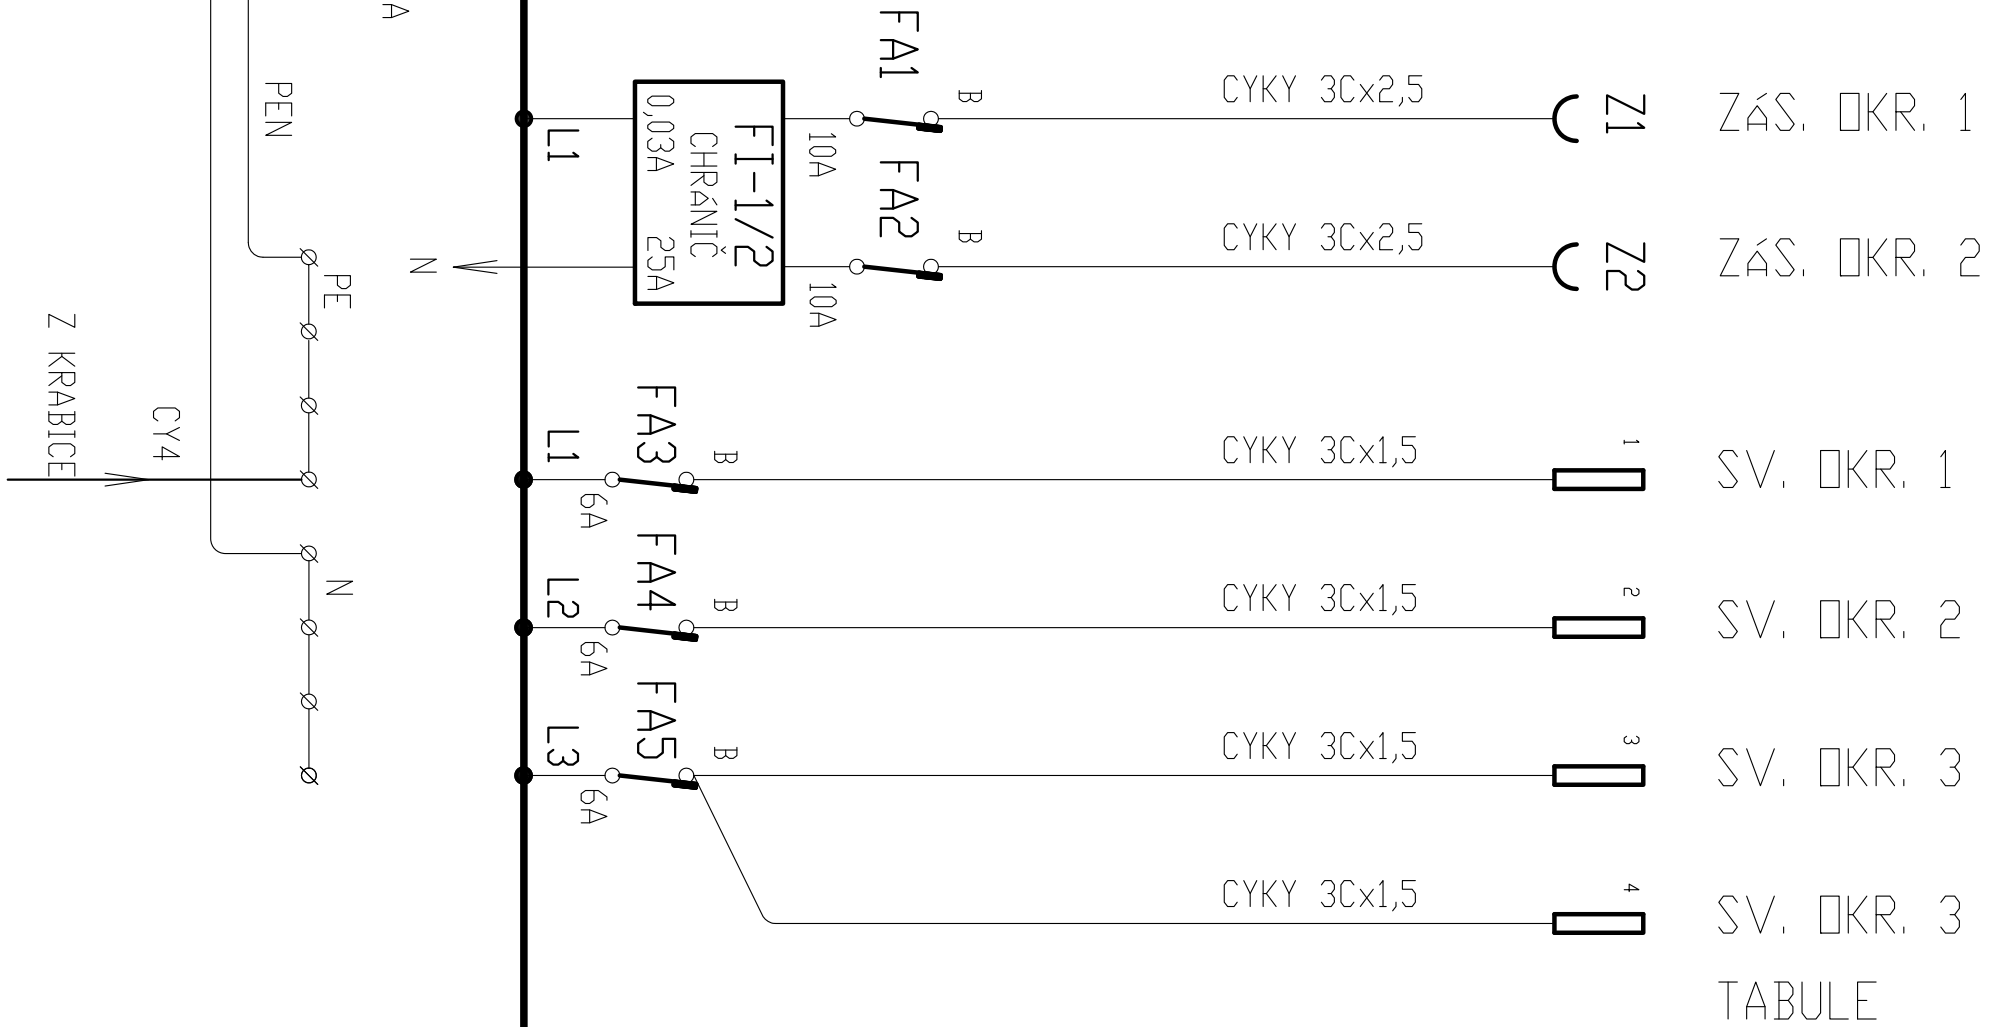 A
PEN
PE
Z KRABICE
CY4
N
N
L1
FI-1/2
CHRÁNIČ
0,03A 25A
FA1
B
10A
CYKY 3Cx2,5
Z1
ZÁS. OKR. 1
FA2
B
10A
CYKY 3Cx2,5
Z2
ZÁS. OKR. 2
L1
FA3
B
6A
CYKY 3Cx1,5
1
SV. OKR. 1
L2
FA4
B
6A
CYKY 3Cx1,5
2
SV. OKR. 2
L3
FA5
B
6A
CYKY 3Cx1,5
3
SV. OKR. 3
CYKY 3Cx1,5
4
SV. OKR. 3
TABULE